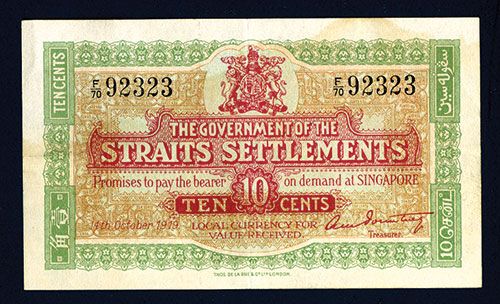 E/70 92323
E/70 92323
THE GOVERNMENT OF THE
STRAITS SETTLEMENTS
Promises to pay the bearer on demand at SINGAPORE
10
TEN CENTS
14th October 1919
LOCAL CURRENCY FOR
VALUE RECEIVED
Treasurer.
TEN CENTS
角壹
THOS. DE LA RUE & CO. LTD. LONDON.